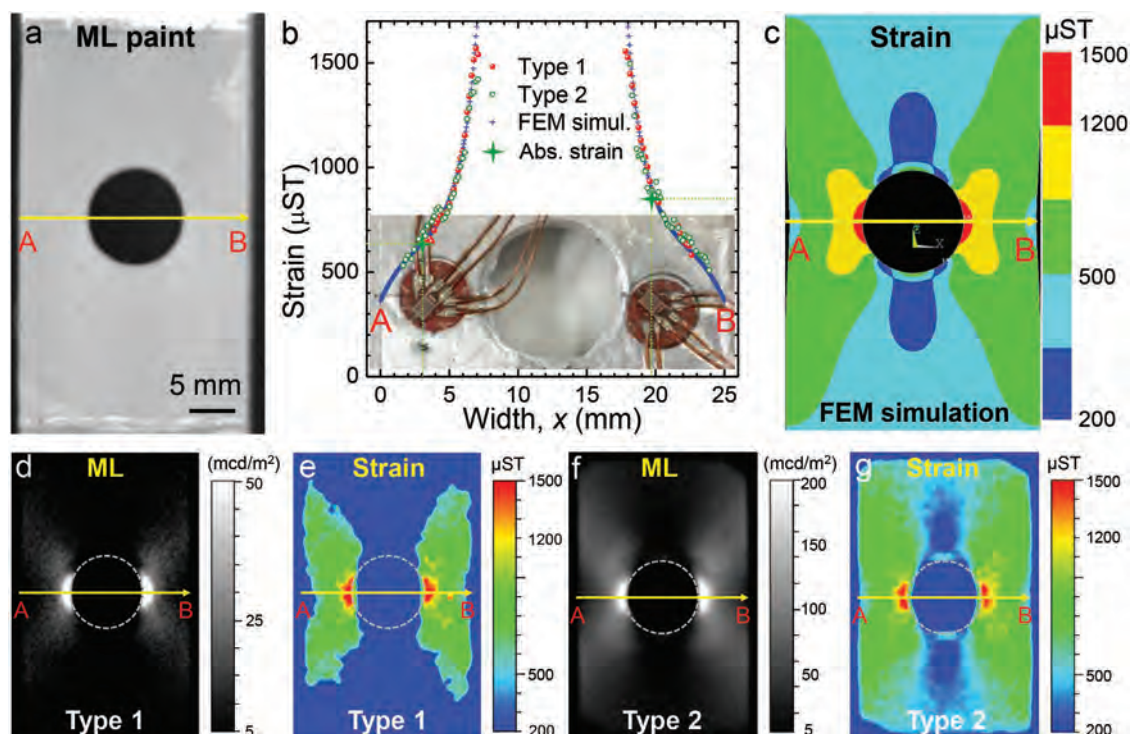 a
ML paint
A
B
5 mm
b
Strain (μST)
1500
1000
500
0
Type 1
Type 2
FEM simul.
Abs. strain
A
B
0
5
10
15
20
25
Width, x (mm)
c
Strain
μST
1500
1200
500
200
A
B
z
x
FEM simulation
d
ML
(mcd/m²)
50
35
25
15
5
A
B
Type 1
e
Strain
μST
1500
1200
500
200
A
B
Type 1
f
ML
(mcd/m²)
200
150
100
50
5
A
B
Type 2
g
Strain
μST
1500
1200
500
200
A
B
Type 2